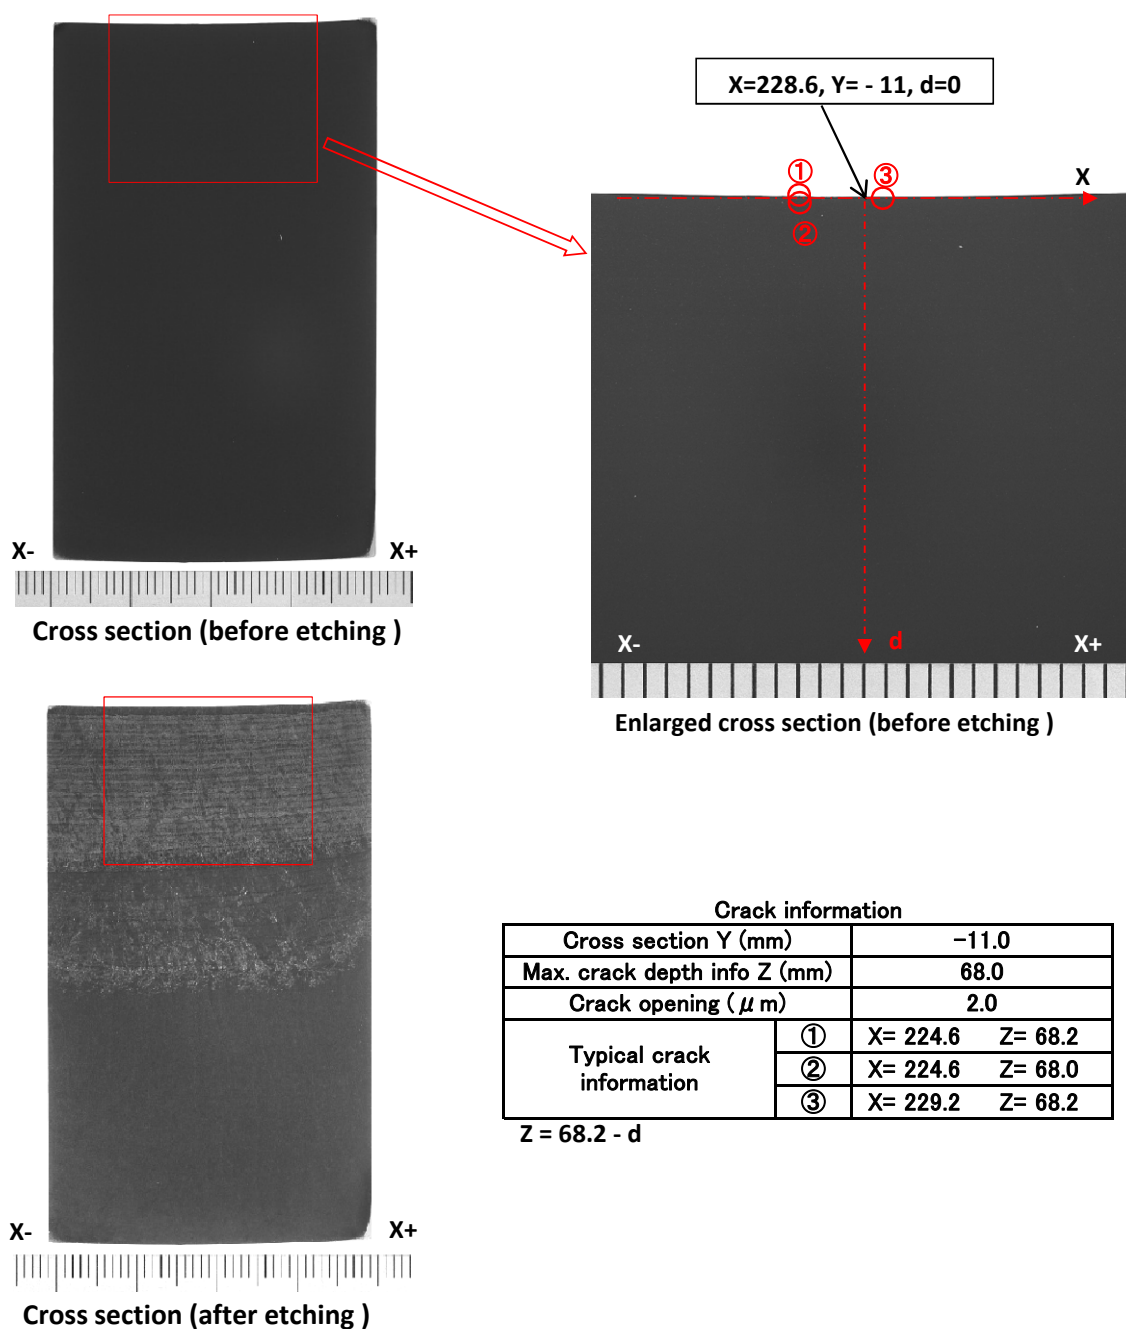 X=228.6, Y= - 11, d=0
① ③ X
②
X- X+
Cross section (before etching )
X- d X+
Enlarged cross section (before etching )
Crack information
Cross section Y (mm) -11.0
Max. crack depth info Z (mm) 68.0
Crack opening ( μ m) 2.0
Typical crack information
① X= 224.6 Z= 68.2
② X= 224.6 Z= 68.0
③ X= 229.2 Z= 68.2
Z = 68.2 - d
X- X+
Cross section (after etching )